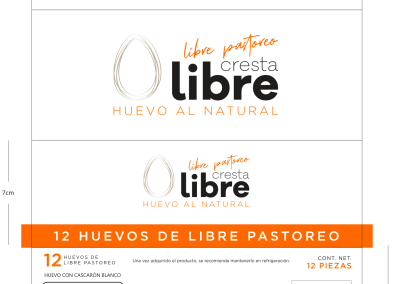 libre pastoreo
cresta
libre
HUEVO AL NATURAL
libre pastoreo
cresta
libre
HUEVO AL NATURAL
7cm
12 HUEVOS DE LIBRE PASTOREO
12 HUEVOS DE
LIBRE PASTOREO
Una vez adquirido el producto, se recomienda mantenerlo en refrigeración.
CONT. NET.
12 PIEZAS
HUEVO CON CASCARÓN BLANCO